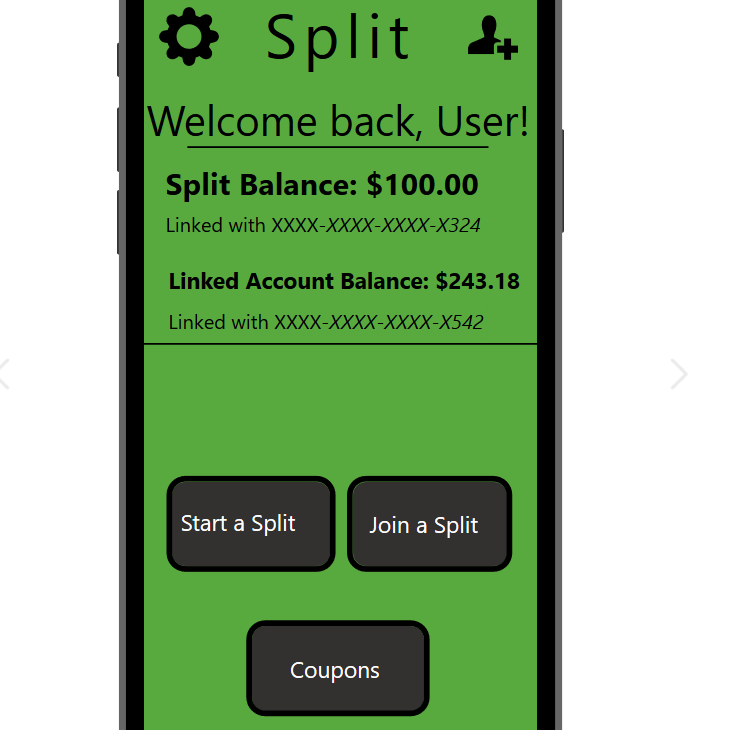 Split
Welcome back, User!
Split Balance: $100.00
Linked with XXXX-XXXX-XXXX-X324
Linked Account Balance: $243.18
Linked with XXXX-XXXX-XXXX-X542
Start a Split
Join a Split
Coupons